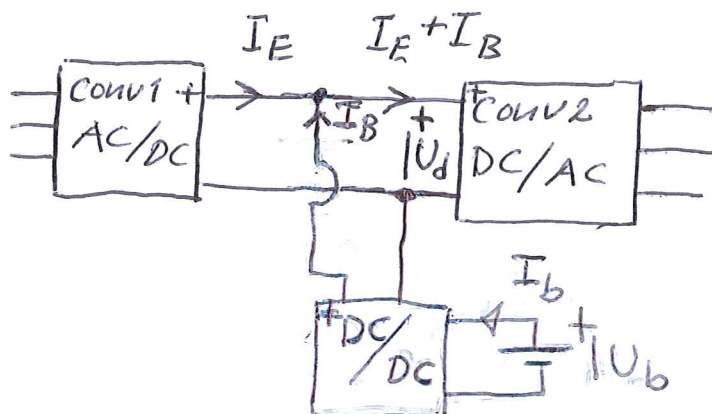 I_E
I_E + I_B
CONV1 +
AC/DC
I_B
+
U_d
+
CONV2
DC/AC
I_b
+
DC/DC
+
U_b